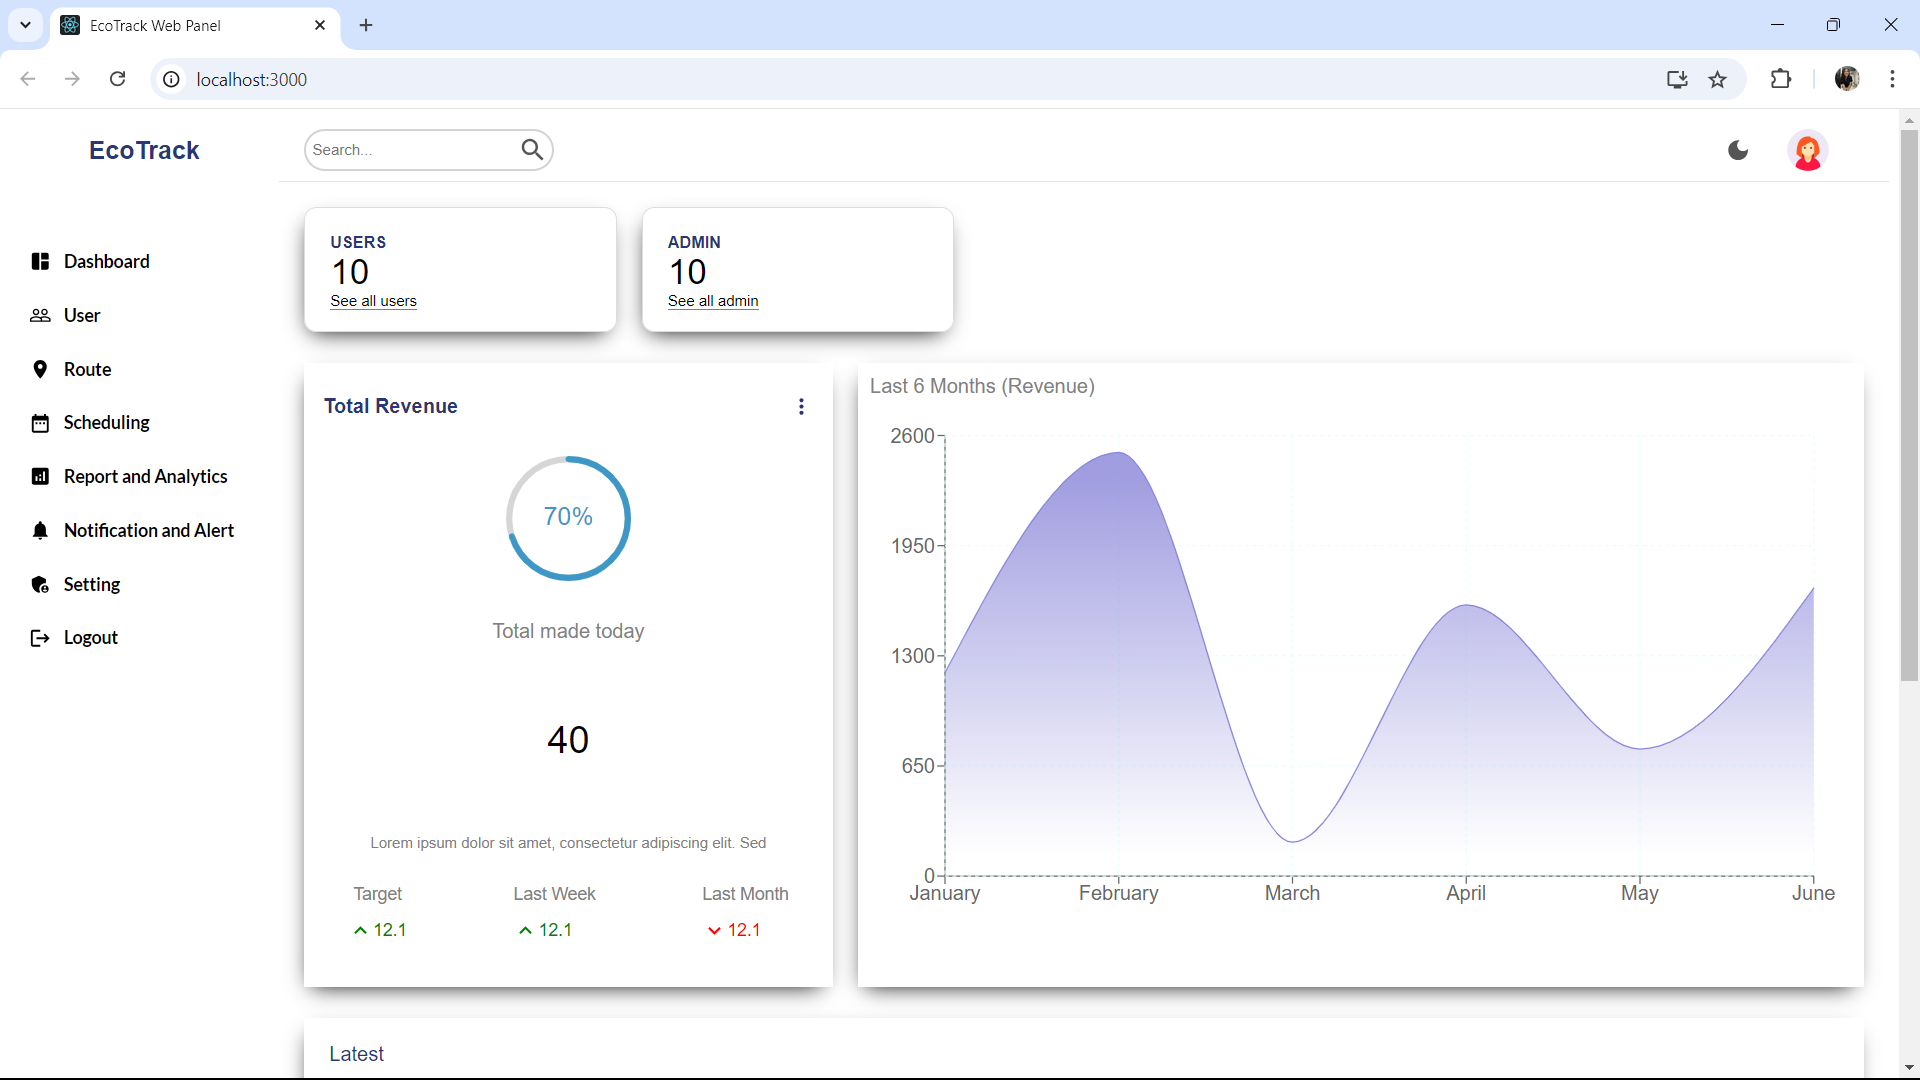 EcoTrack Web Panel
localhost:3000
EcoTrack
Search...
Dashboard
User
Route
Scheduling
Report and Analytics
Notification and Alert
Setting
Logout
USERS
10
See all users
ADMIN
10
See all admin
Total Revenue
70%
Total made today
40
Lorem ipsum dolor sit amet, consectetur adipiscing elit. Sed
Target
12.1
Last Week
12.1
Last Month
12.1
Last 6 Months (Revenue)
2600
1950
1300
650
0
January February March April May June
Latest